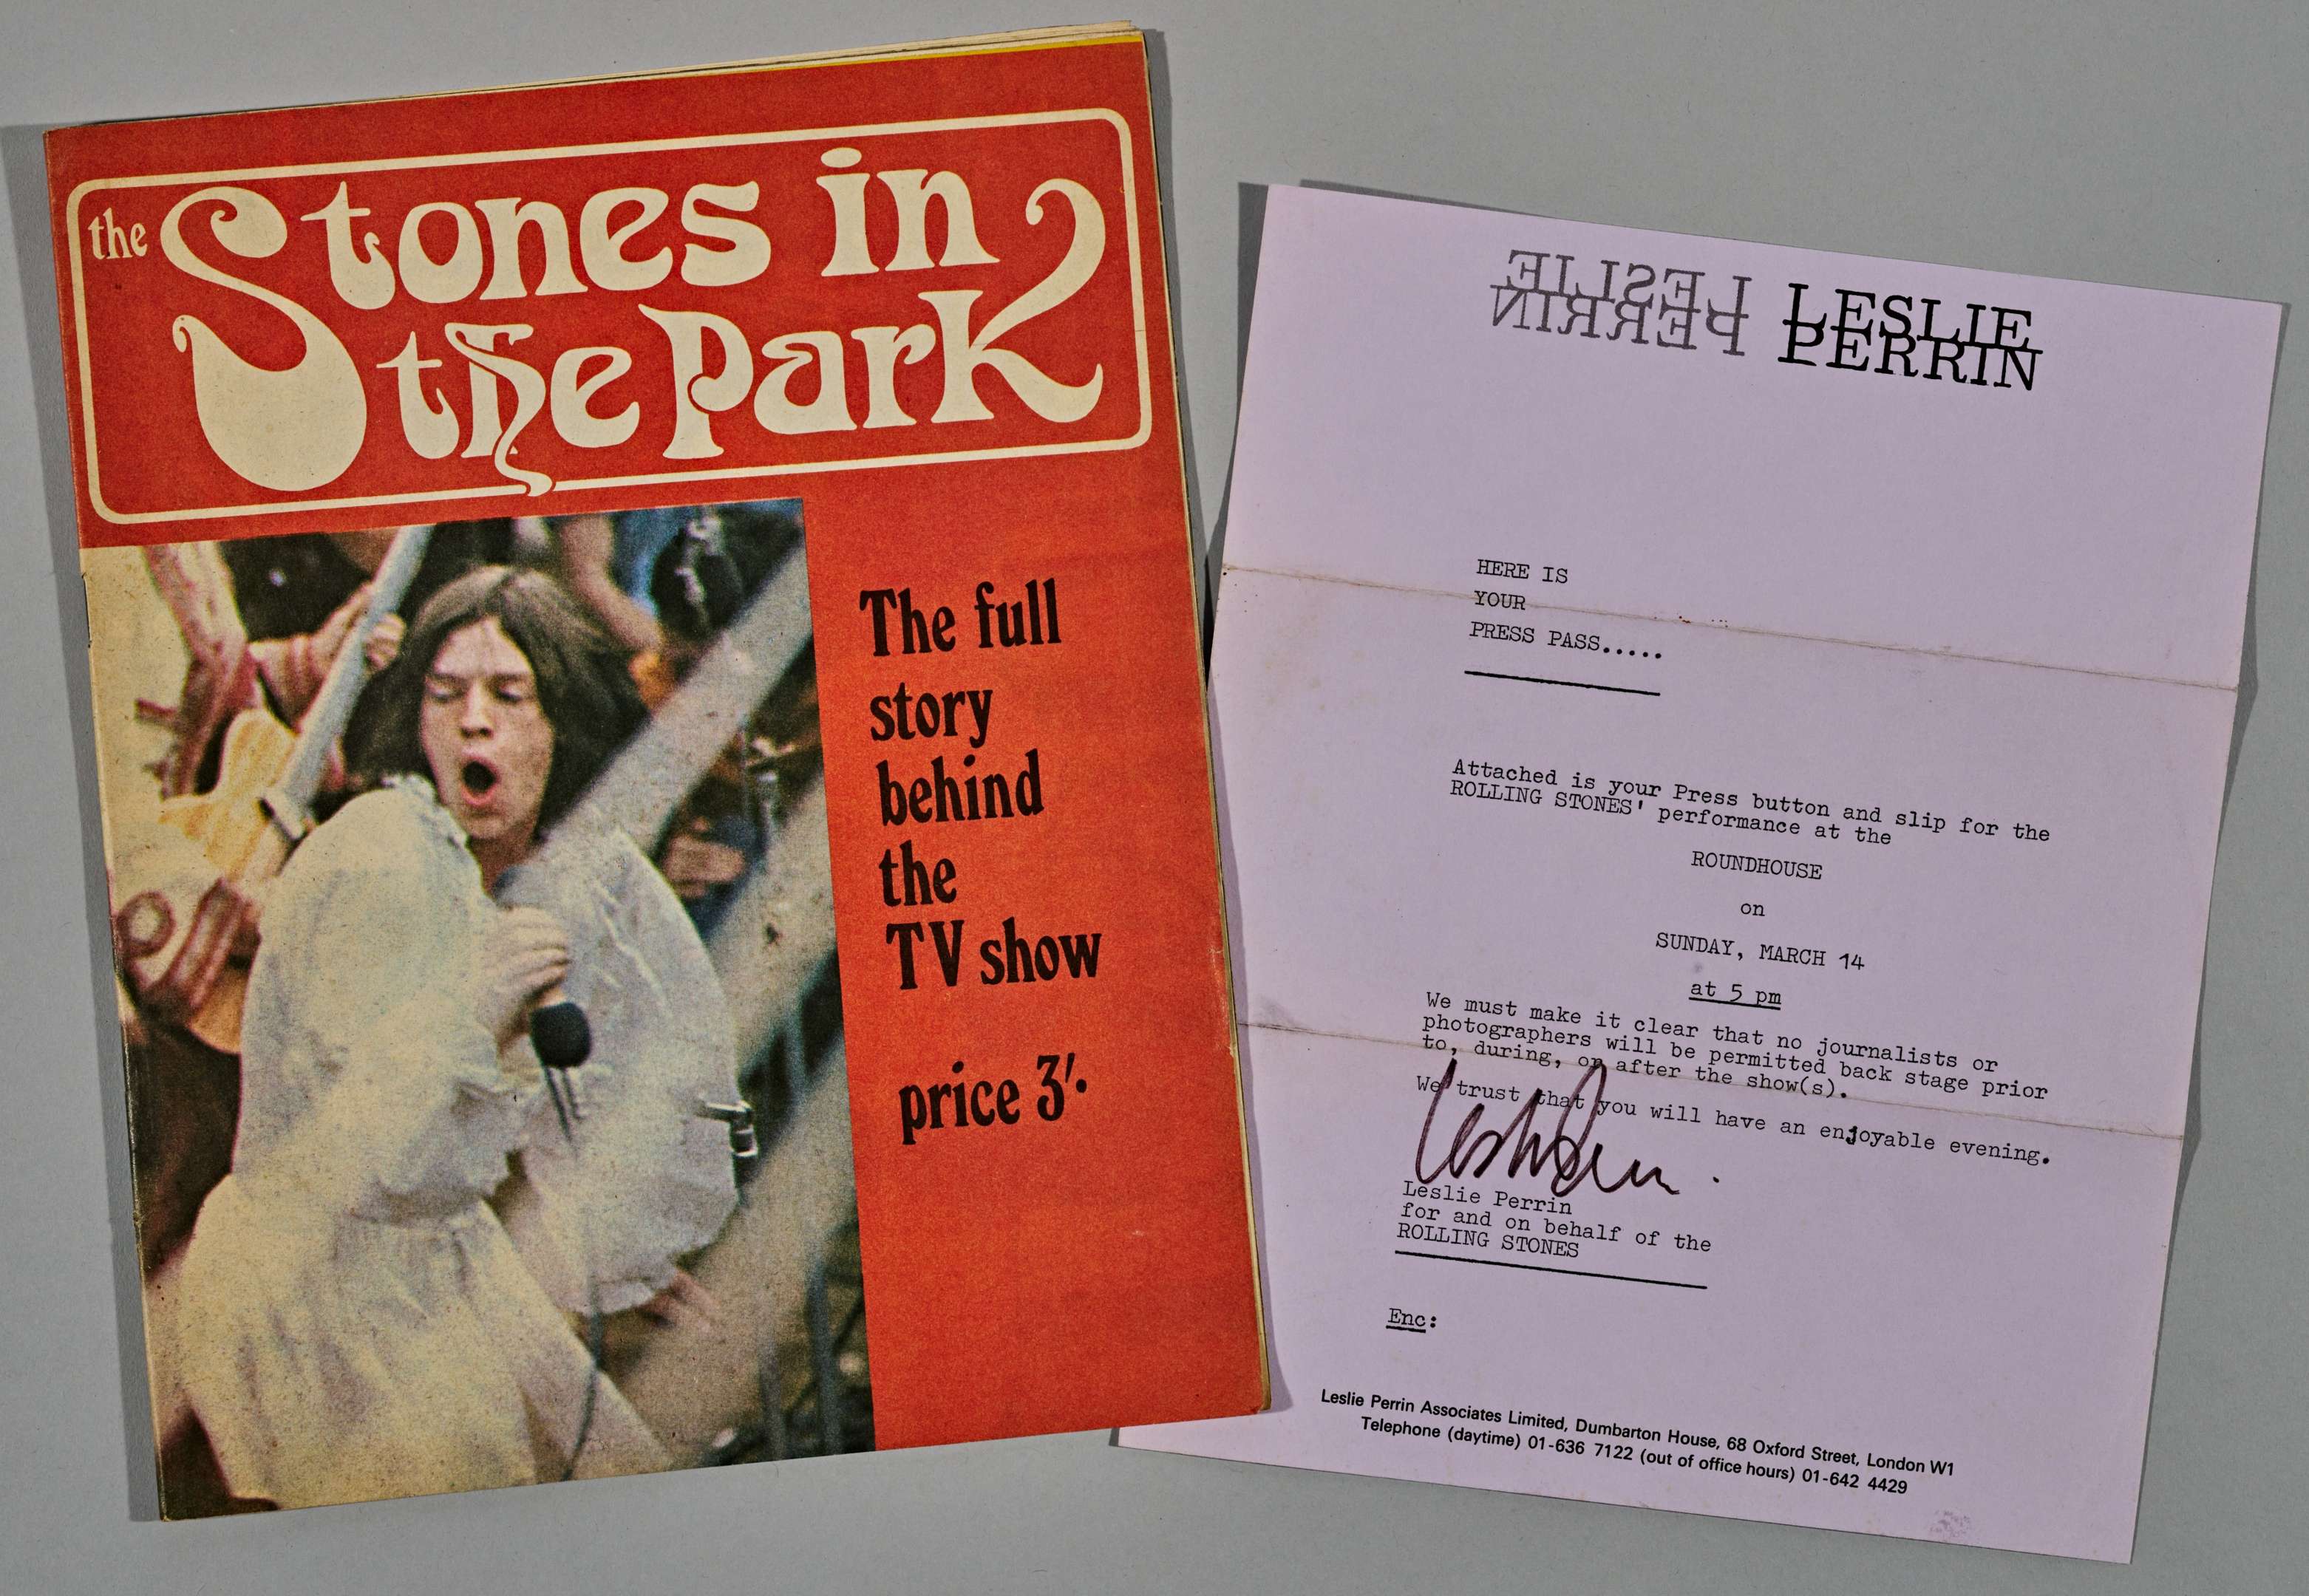 the Stones in
the Park
The full
story
behind
the
TV show
price 3/-
LESLIE LESLIE
PERRIN PERRIN
HERE IS
YOUR
PRESS PASS.....
Attached is your Press button and slip for the
ROLLING STONES' performance at the
ROUNDHOUSE
on
SUNDAY, MARCH 14
at 5 pm
We must make it clear that no journalists or
photographers will be permitted back stage prior
to, during, or after the show(s).
We trust that you will have an enjoyable evening.
Leslie Perrin
Leslie Perrin
for and on behalf of the
ROLLING STONES
Enc:
Leslie Perrin Associates Limited, Dumbarton House, 68 Oxford Street, London W1
Telephone (daytime) 01-636 7122 (out of office hours) 01-642 4429